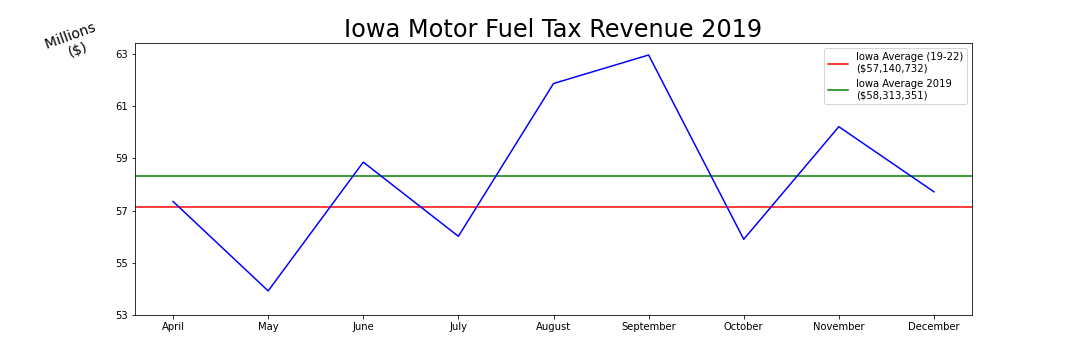 Iowa Motor Fuel Tax Revenue 2019
Millions
($)
63
61
59
57
55
53
Iowa Average (19-22)
($57,140,732)
Iowa Average 2019
($58,313,351)
April May June July August September October November December